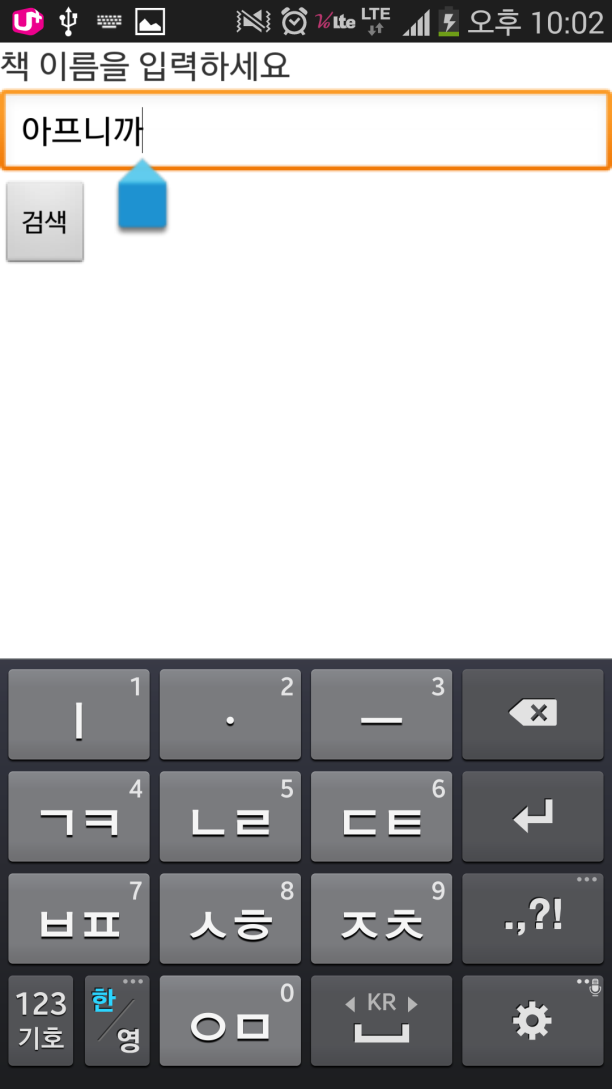 U+ VoLTE LTE 오후 10:02
책 이름을 입력하세요
아프니까
검색
ㅣ 1 · 2 ㅡ 3
ㄱㅋ 4 ㄴㄹ 5 ㄷㅌ 6
ㅂㅍ 7 ㅅㅎ 8 ㅈㅊ 9 .,?!
123 기호 한/영 ㅇㅁ 0 KR